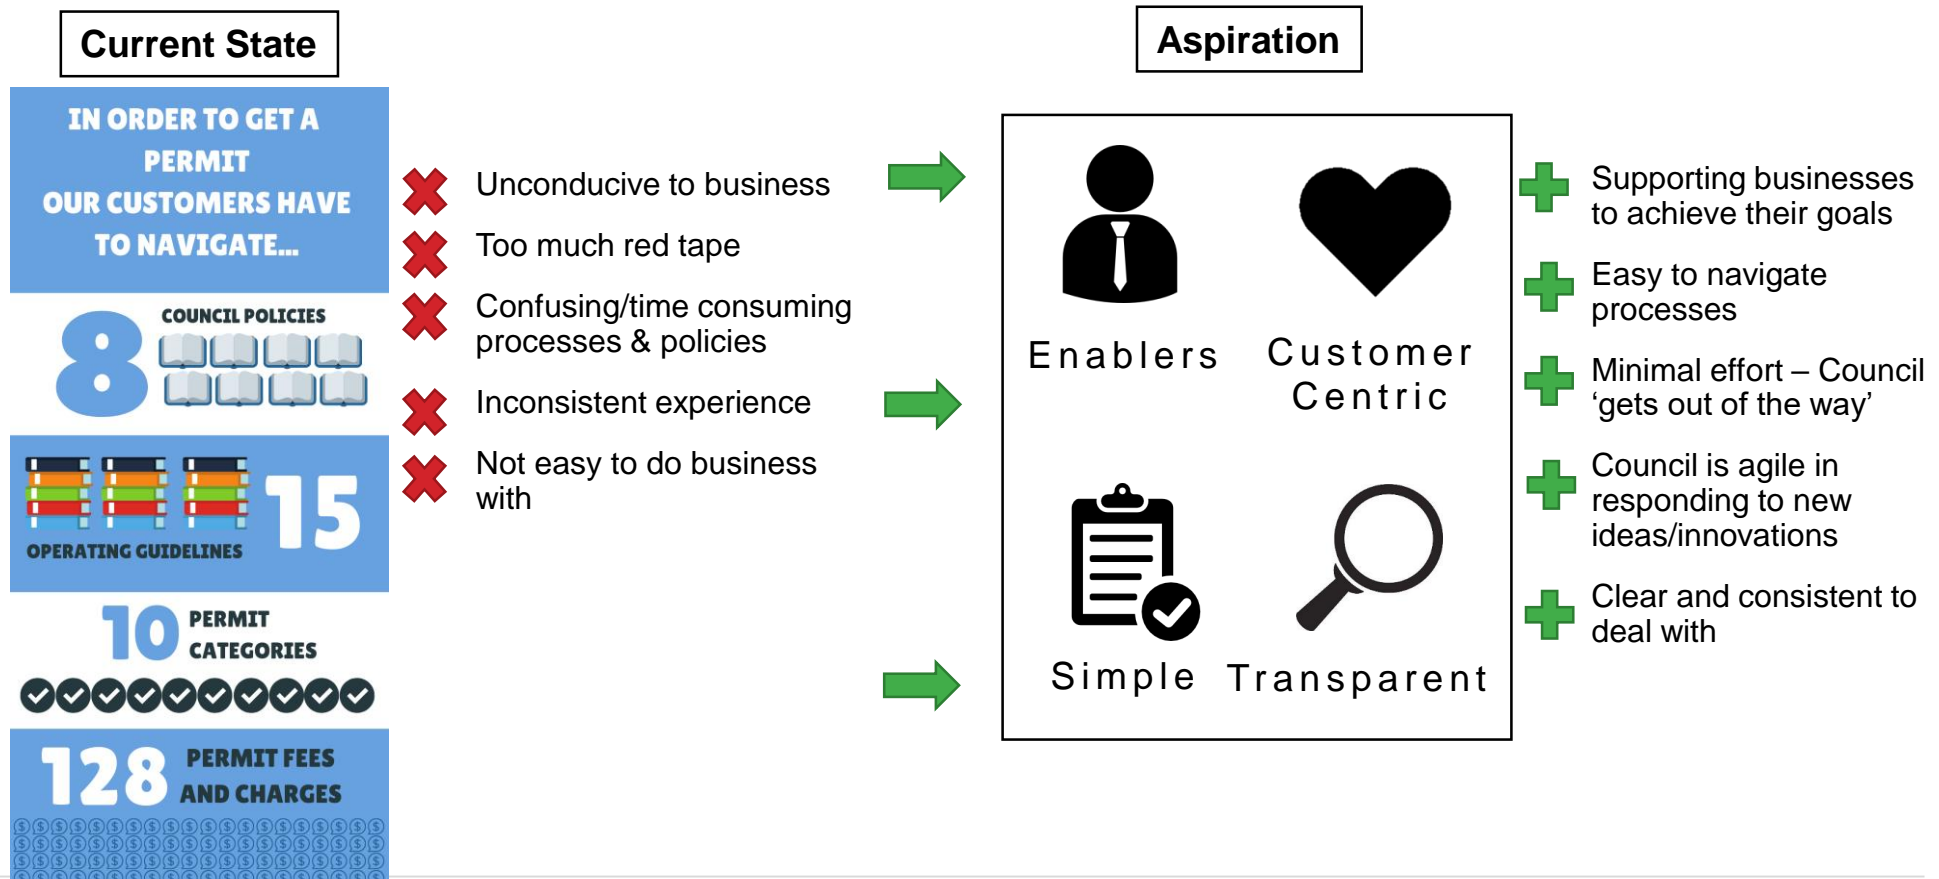 Current State
IN ORDER TO GET A
PERMIT
OUR CUSTOMERS HAVE
TO NAVIGATE...
8
COUNCIL POLICIES
15
OPERATING GUIDELINES
10
PERMIT
CATEGORIES
128
PERMIT FEES
AND CHARGES
Unconducive to business
Too much red tape
Confusing/time consuming
processes & policies
Inconsistent experience
Not easy to do business
with
Aspiration
Enablers
Customer
Centric
Simple
Transparent
Supporting businesses
to achieve their goals
Easy to navigate
processes
Minimal effort – Council
‘gets out of the way’
Council is agile in
responding to new
ideas/innovations
Clear and consistent to
deal with